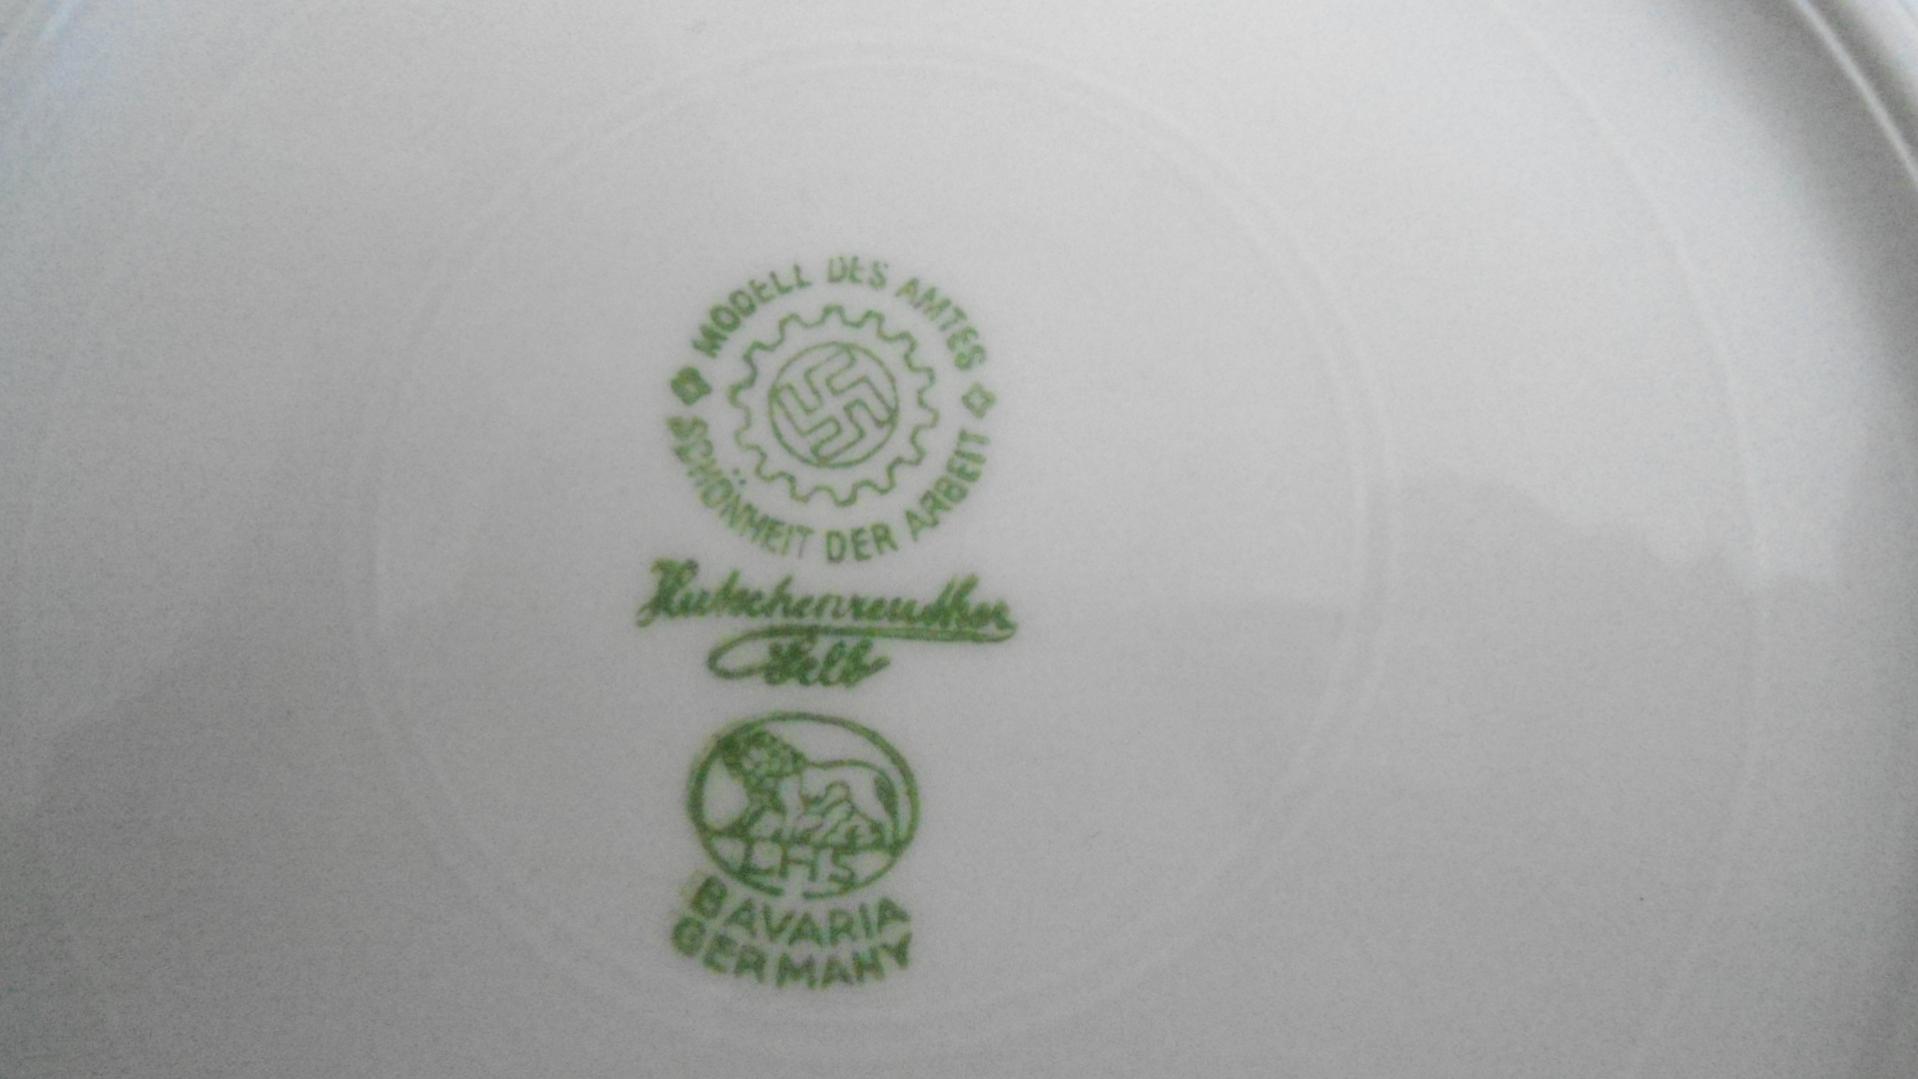 MODELL DES AMTES
SCHÖNHEIT DER ARBEIT
Hutschenreuther
Selb
LHS
BAVARIA
GERMANY